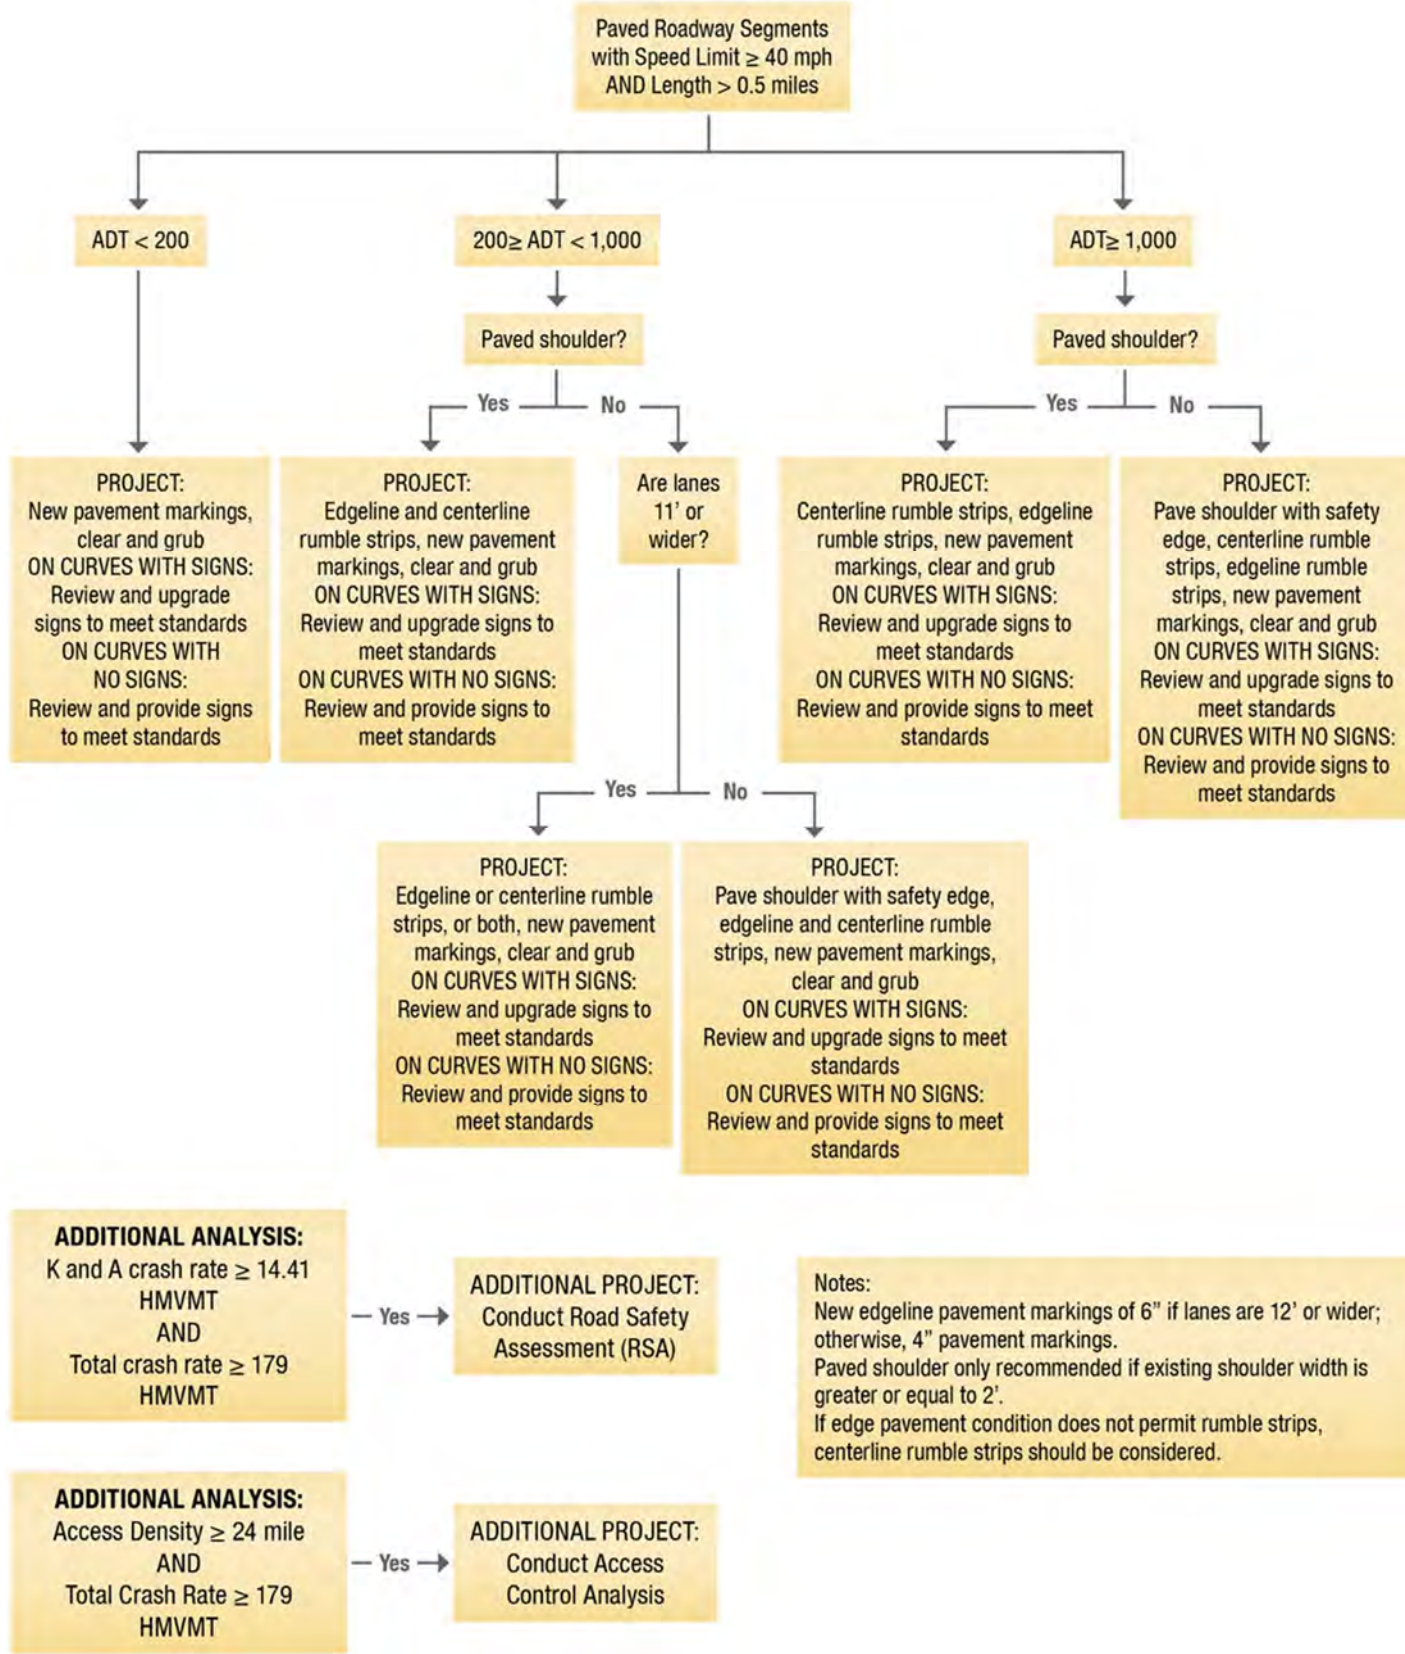 Paved Roadway Segments
with Speed Limit ≥ 40 mph
AND Length > 0.5 miles
ADT < 200
200≥ ADT < 1,000
ADT≥ 1,000
Paved shoulder?
Paved shoulder?
Yes
No
Yes
No
PROJECT:
New pavement markings,
clear and grub
ON CURVES WITH SIGNS:
Review and upgrade
signs to meet standards
ON CURVES WITH
NO SIGNS:
Review and provide signs
to meet standards
PROJECT:
Edgeline and centerline
rumble strips, new pavement
markings, clear and grub
ON CURVES WITH SIGNS:
Review and upgrade signs to
meet standards
ON CURVES WITH NO SIGNS:
Review and provide signs to
meet standards
Are lanes
11’ or
wider?
PROJECT:
Centerline rumble strips, edgeline
rumble strips, new pavement
markings, clear and grub
ON CURVES WITH SIGNS:
Review and upgrade signs to
meet standards
ON CURVES WITH NO SIGNS:
Review and provide signs to meet
standards
PROJECT:
Pave shoulder with safety
edge, centerline rumble
strips, edgeline rumble
strips, new pavement
markings, clear and grub
ON CURVES WITH SIGNS:
Review and upgrade signs to
meet standards
ON CURVES WITH NO SIGNS:
Review and provide signs to
meet standards
Yes
No
PROJECT:
Edgeline or centerline rumble
strips, or both, new pavement
markings, clear and grub
ON CURVES WITH SIGNS:
Review and upgrade signs to
meet standards
ON CURVES WITH NO SIGNS:
Review and provide signs to
meet standards
PROJECT:
Pave shoulder with safety edge,
edgeline and centerline rumble
strips, new pavement markings,
clear and grub
ON CURVES WITH SIGNS:
Review and upgrade signs to meet
standards
ON CURVES WITH NO SIGNS:
Review and provide signs to meet
standards
ADDITIONAL ANALYSIS:
K and A crash rate ≥ 14.41
HMVMT
AND
Total crash rate ≥ 179
HMVMT
Yes
ADDITIONAL PROJECT:
Conduct Road Safety
Assessment (RSA)
Notes:
New edgeline pavement markings of 6” if lanes are 12’ or wider;
otherwise, 4” pavement markings.
Paved shoulder only recommended if existing shoulder width is
greater or equal to 2’.
If edge pavement condition does not permit rumble strips,
centerline rumble strips should be considered.
ADDITIONAL ANALYSIS:
Access Density ≥ 24 mile
AND
Total Crash Rate ≥ 179
HMVMT
Yes
ADDITIONAL PROJECT:
Conduct Access
Control Analysis